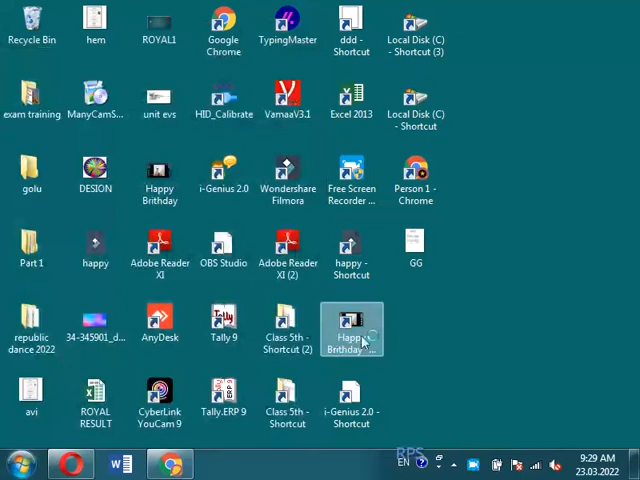 Recycle Bin
hem
ROYAL1
Google
Chrome
TypingMaster
ddd -
Shortcut
Local Disk (C)
- Shortcut (3)
exam training
ManyCamS...
unit evs
HID_Calibrate
VamaaV3.1
Excel 2013
Local Disk (C)
- Shortcut
golu
DESION
Happy
Brithday
i-Genius 2.0
Wondershare
Filmora
Free Screen
Recorder ...
Person 1 -
Chrome
Part 1
happy
Adobe Reader
XI
OBS Studio
Adobe Reader
XI (2)
happy -
Shortcut
GG
republic
dance 2022
34-345901_d...
AnyDesk
Tally 9
Class 5th -
Shortcut (2)
Happy
Brithday -...
avi
ROYAL
RESULT
CyberLink
YouCam 9
Tally.ERP 9
Class 5th -
Shortcut
i-Genius 2.0 -
Shortcut
RPS
EN
9:29 AM
23.03.2022